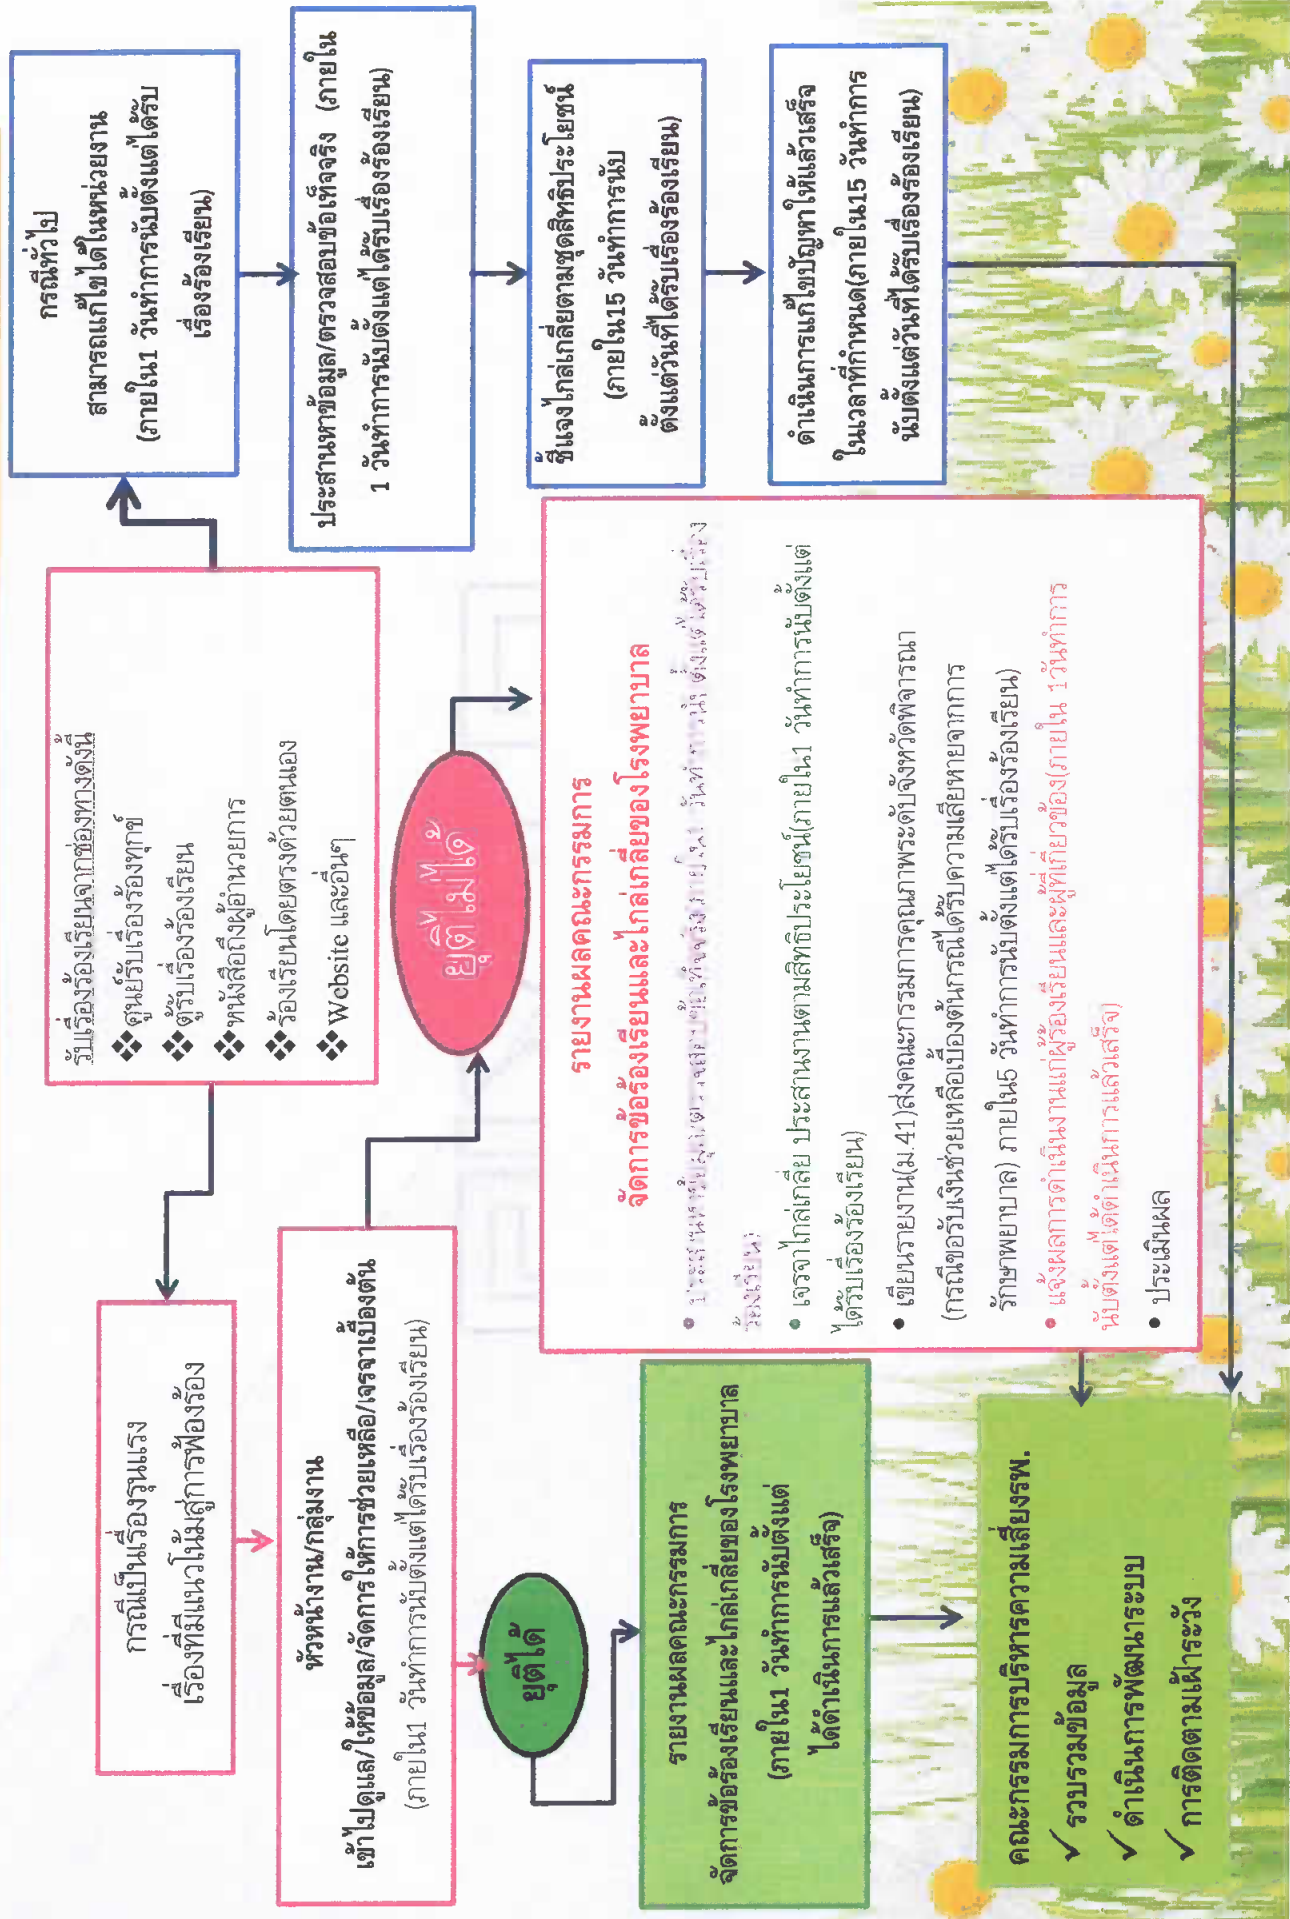 รับเรื่องร้องเรียนจากช่องทางดังนี้
❖ศูนย์รับเรื่องร้องทุกข์
❖ตู้รับเรื่องร้องเรียน
❖หนังสือถึงผู้อำนวยการ
❖ร้องเรียนโดยตรงด้วยตนเอง
❖Website และอื่นๆ
กรณีทั่วไป
สามารถแก้ไขได้ในหน่วยงาน
(ภายใน1 วันทำการนับตั้งแต่ได้รับ
เรื่องร้องเรียน)
ประสานหาข้อมูล/ตรวจสอบข้อเท็จจริง (ภายใน
1 วันทำการนับตั้งแต่ได้รับเรื่องร้องเรียน)
ชี้แจงไกล่เกลี่ยตามชุดสิทธิประโยชน์
(ภายใน15 วันทำการนับ
ตั้งแต่วันที่ได้รับเรื่องร้องเรียน)
ดำเนินการแก้ไขปัญหาให้แล้วเสร็จ
ในเวลาที่กำหนด(ภายใน15 วันทำการ
นับตั้งแต่วันที่ได้รับเรื่องร้องเรียน)
กรณีเป็นเรื่องรุนแรง
เรื่องที่มีแนวโน้มสู่การฟ้องร้อง
หัวหน้างาน/กลุ่มงาน
เข้าไปดูแล/ให้ข้อมูล/จัดการให้การช่วยเหลือ/เจรจาเบื้องต้น
(ภายใน1 วันทำการนับตั้งแต่ได้รับเรื่องร้องเรียน)
ยุติไม่ได้
รายงานผลคณะกรรมการ
จัดการข้อร้องเรียนและไกล่เกลี่ยของโรงพยาบาล
ร้องเรียน)
• เจรจาไกล่เกลี่ย ประสานงานตามสิทธิประโยชน์(ภายใน1 วันทำการนับตั้งแต่
ได้รับเรื่องร้องเรียน)
• เขียนรายงาน(ม.41)ส่งคณะกรรมการคุณภาพระดับจังหวัดพิจารณา
(กรณีขอรับเงินช่วยเหลือเบื้องต้นกรณีได้รับความเสียหายจากการ
รักษาพยาบาล) ภายใน5 วันทำการนับตั้งแต่ได้รับเรื่องร้องเรียน)
• แจ้งผลการดำเนินงานแก่ผู้ร้องเรียนและผู้ที่เกี่ยวข้อง(ภายใน 1วันทำการ
นับตั้งแต่ได้ดำเนินการแล้วเสร็จ)
• ประเมินผล
ยุติได้
รายงานผลคณะกรรมการ
จัดการข้อร้องเรียนและไกล่เกลี่ยของโรงพยาบาล
(ภายใน1 วันทำการนับตั้งแต่
ได้ดำเนินการแล้วเสร็จ)
คณะกรรมการบริหารความเสี่ยงรพ.
✓ รวบรวมข้อมูล
✓ ดำเนินการพัฒนาระบบ
✓ การติดตามเฝ้าระวัง